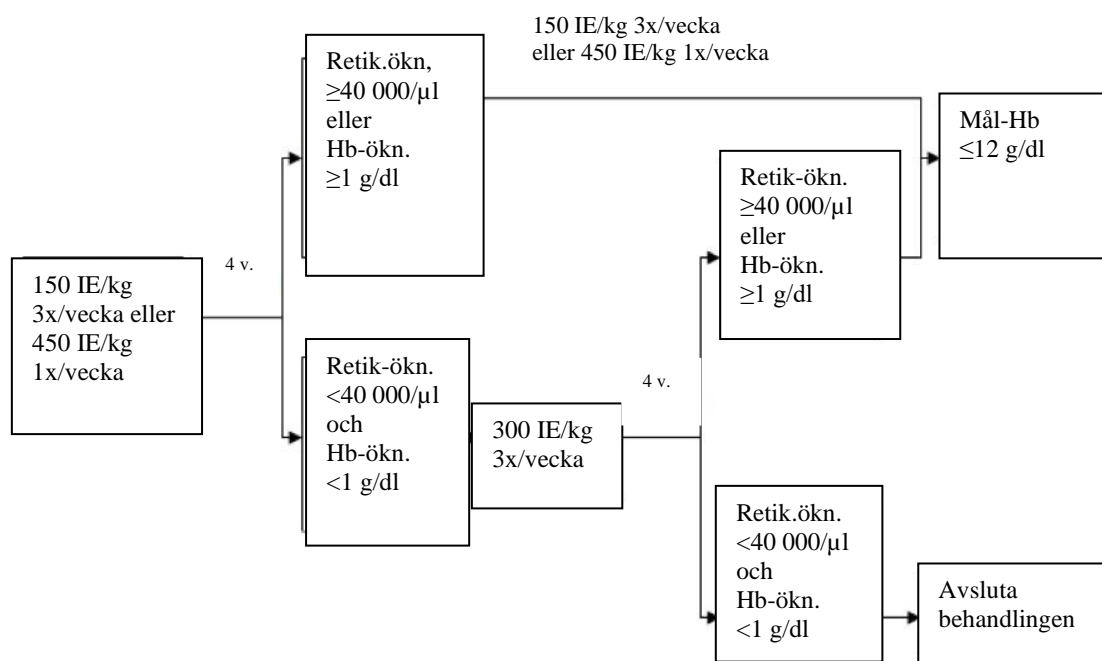 150 IE/kg
3x/vecka eller
450 IE/kg
1x/vecka
4 v.
Retik.ökn,
≥40 000/µl
eller
Hb-ökn.
≥1 g/dl
150 IE/kg 3x/vecka
eller 450 IE/kg 1x/vecka
Retik-ökn.
<40 000/µl
och
Hb-ökn.
<1 g/dl
300 IE/kg
3x/vecka
4 v.
Retik-ökn.
≥40 000/µl
eller
Hb-ökn.
≥1 g/dl
Mål-Hb
≤12 g/dl
Retik.ökn.
<40 000/µl
och
Hb-ökn.
<1 g/dl
Avsluta
behandlingen